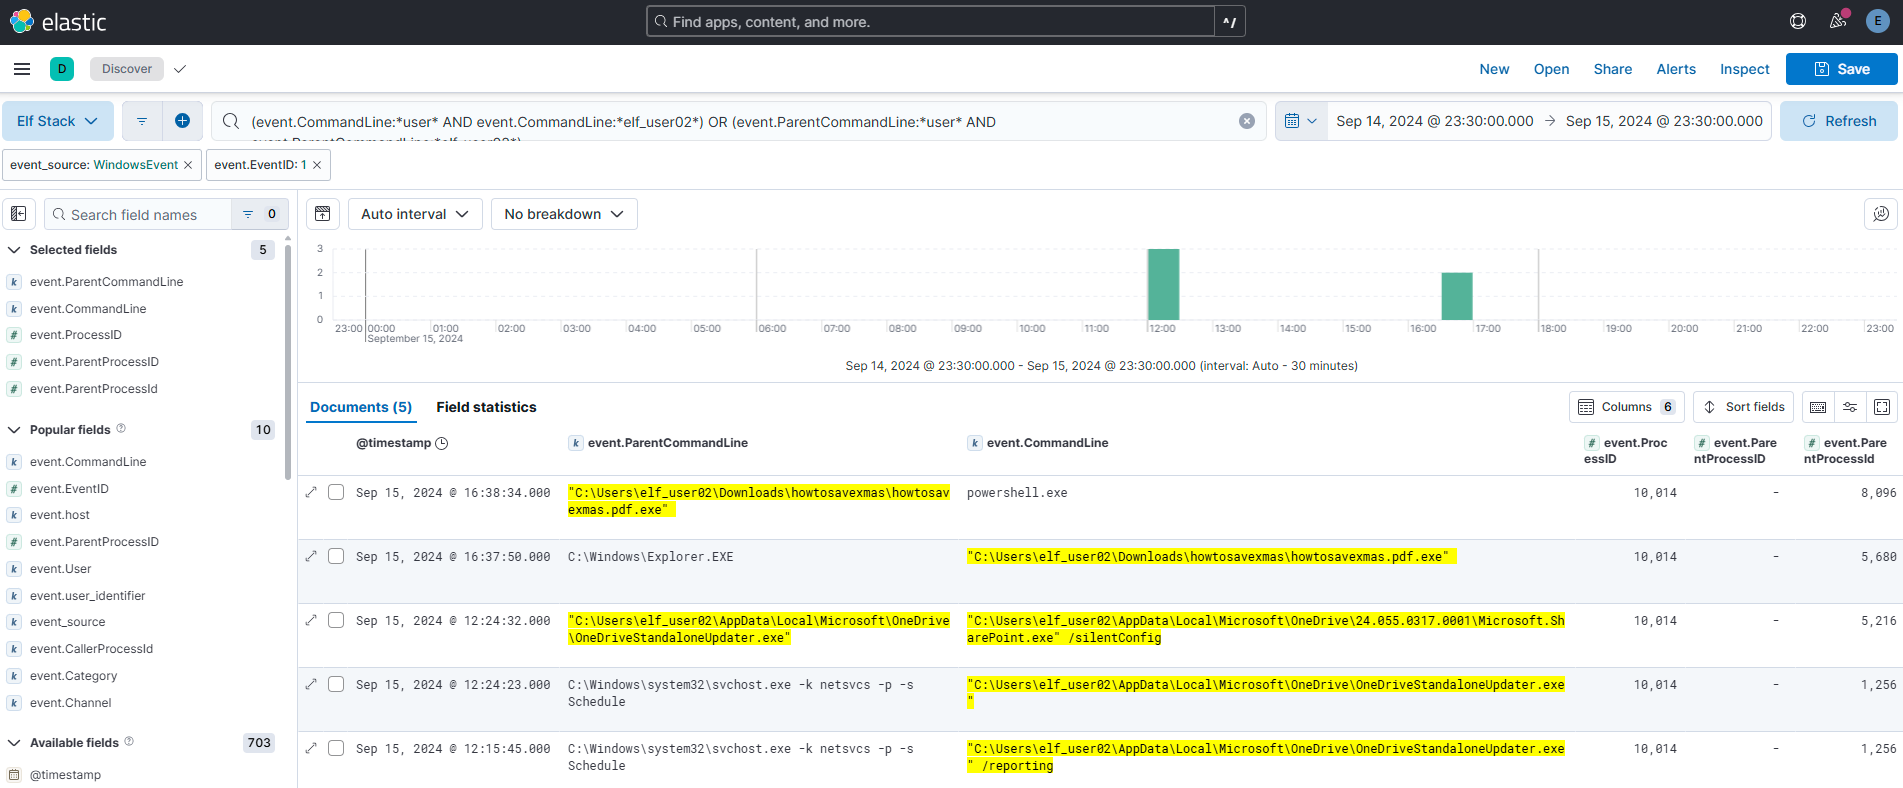 elastic
Find apps, content, and more.
^/
E
D
Discover
New
Open
Share
Alerts
Inspect
Save
Elf Stack
(event.CommandLine:*user* AND event.CommandLine:*elf_user02*) OR (event.ParentCommandLine:*user* AND
Sep 14, 2024 @ 23:30:00.000 → Sep 15, 2024 @ 23:30:00.000
Refresh
event_source: WindowsEvent ×
event.EventID: 1 ×
Search field names
0
Selected fields 5
k event.ParentCommandLine
k event.CommandLine
# event.ProcessID
# event.ParentProcessID
# event.ParentProcessId
Popular fields 10
k event.CommandLine
# event.EventID
k event.host
# event.ParentProcessID
k event.User
k event.user_identifier
k event_source
k event.CallerProcessId
k event.Category
k event.Channel
Available fields 703
@timestamp
Auto interval
No breakdown
3
2
1
0
23:00 00:00 01:00 02:00 03:00 04:00 05:00 06:00 07:00 08:00 09:00 10:00 11:00 12:00 13:00 14:00 15:00 16:00 17:00 18:00 19:00 20:00 21:00 22:00 23:00
September 15, 2024
Sep 14, 2024 @ 23:30:00.000 - Sep 15, 2024 @ 23:30:00.000 (interval: Auto - 30 minutes)
Documents (5)
Field statistics
Columns 6
Sort fields
@timestamp
k event.ParentCommandLine
k event.CommandLine
# event.Proc
essID
# event.Pare
ntProcessID
# event.Pare
ntProcessId
Sep 15, 2024 @ 16:38:34.000
"C:\Users\elf_user02\Downloads\howtosavexmas\howtosav
exmas.pdf.exe"
powershell.exe
10,014
-
8,096
Sep 15, 2024 @ 16:37:50.000
C:\Windows\Explorer.EXE
"C:\Users\elf_user02\Downloads\howtosavexmas\howtosavexmas.pdf.exe"
10,014
-
5,680
Sep 15, 2024 @ 12:24:32.000
"C:\Users\elf_user02\AppData\Local\Microsoft\OneDrive
\OneDriveStandaloneUpdater.exe"
"C:\Users\elf_user02\AppData\Local\Microsoft\OneDrive\24.055.0317.0001\Microsoft.Sh
arePoint.exe" /silentConfig
10,014
-
5,216
Sep 15, 2024 @ 12:24:23.000
C:\Windows\system32\svchost.exe -k netsvcs -p -s
Schedule
"C:\Users\elf_user02\AppData\Local\Microsoft\OneDrive\OneDriveStandaloneUpdater.exe
"
10,014
-
1,256
Sep 15, 2024 @ 12:15:45.000
C:\Windows\system32\svchost.exe -k netsvcs -p -s
Schedule
"C:\Users\elf_user02\AppData\Local\Microsoft\OneDrive\OneDriveStandaloneUpdater.exe
" /reporting
10,014
-
1,256